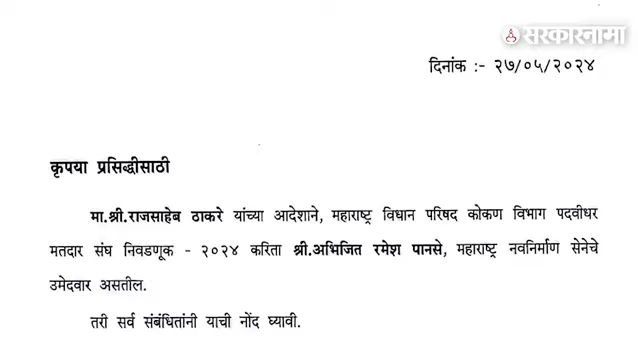 सरकारनामा
दिनांक :- २७/०५/२०२४
कृपया प्रसिद्धीसाठी
मा.श्री.राजसाहेब ठाकरे यांच्या आदेशाने, महाराष्ट्र विधान परिषद कोकण विभाग पदवीधर
मतदार संघ निवडणूक - २०२४ करिता श्री.अभिजित रमेश पानसे, महाराष्ट्र नवनिर्माण सेनेचे
उमेदवार असतील.
तरी सर्व संबंधितांनी याची नोंद घ्यावी.